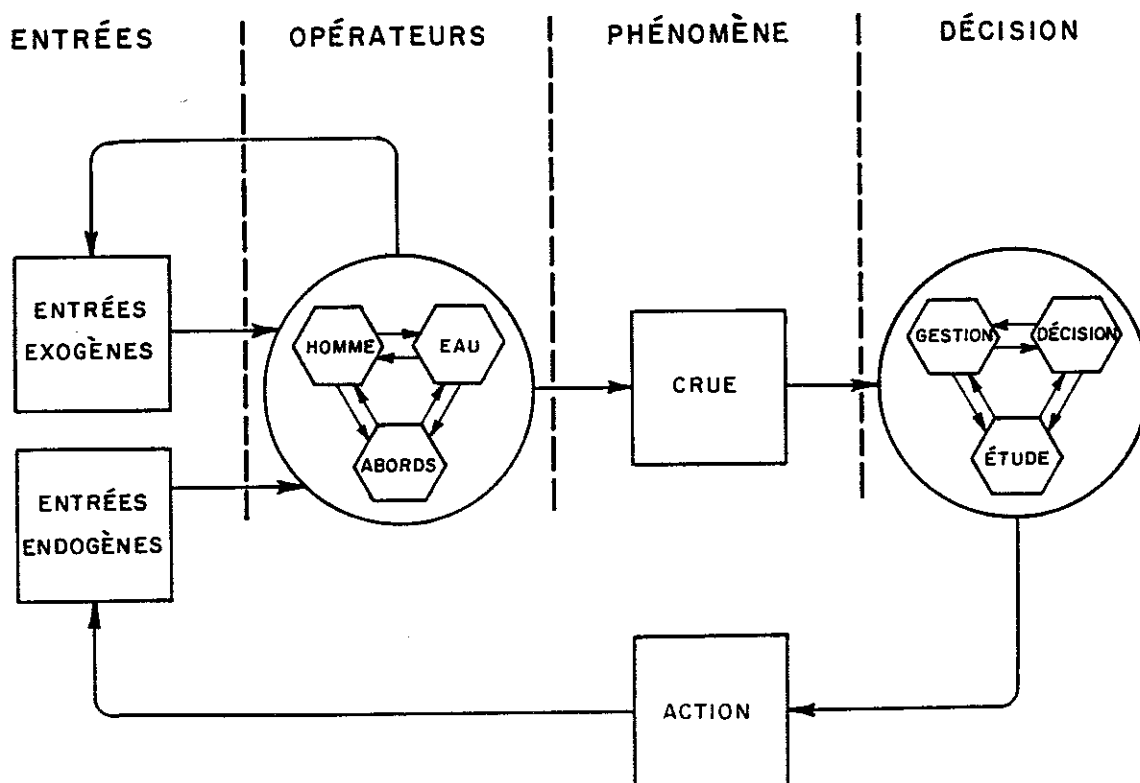 ENTRÉES
OPÉRATEURS
PHÉNOMÈNE
DÉCISION
ENTRÉES
EXOGÈNES
HOMME
EAU
ABORDS
CRUE
GESTION
DÉCISION
ÉTUDE
ENTRÉES
ENDOGÈNES
ACTION